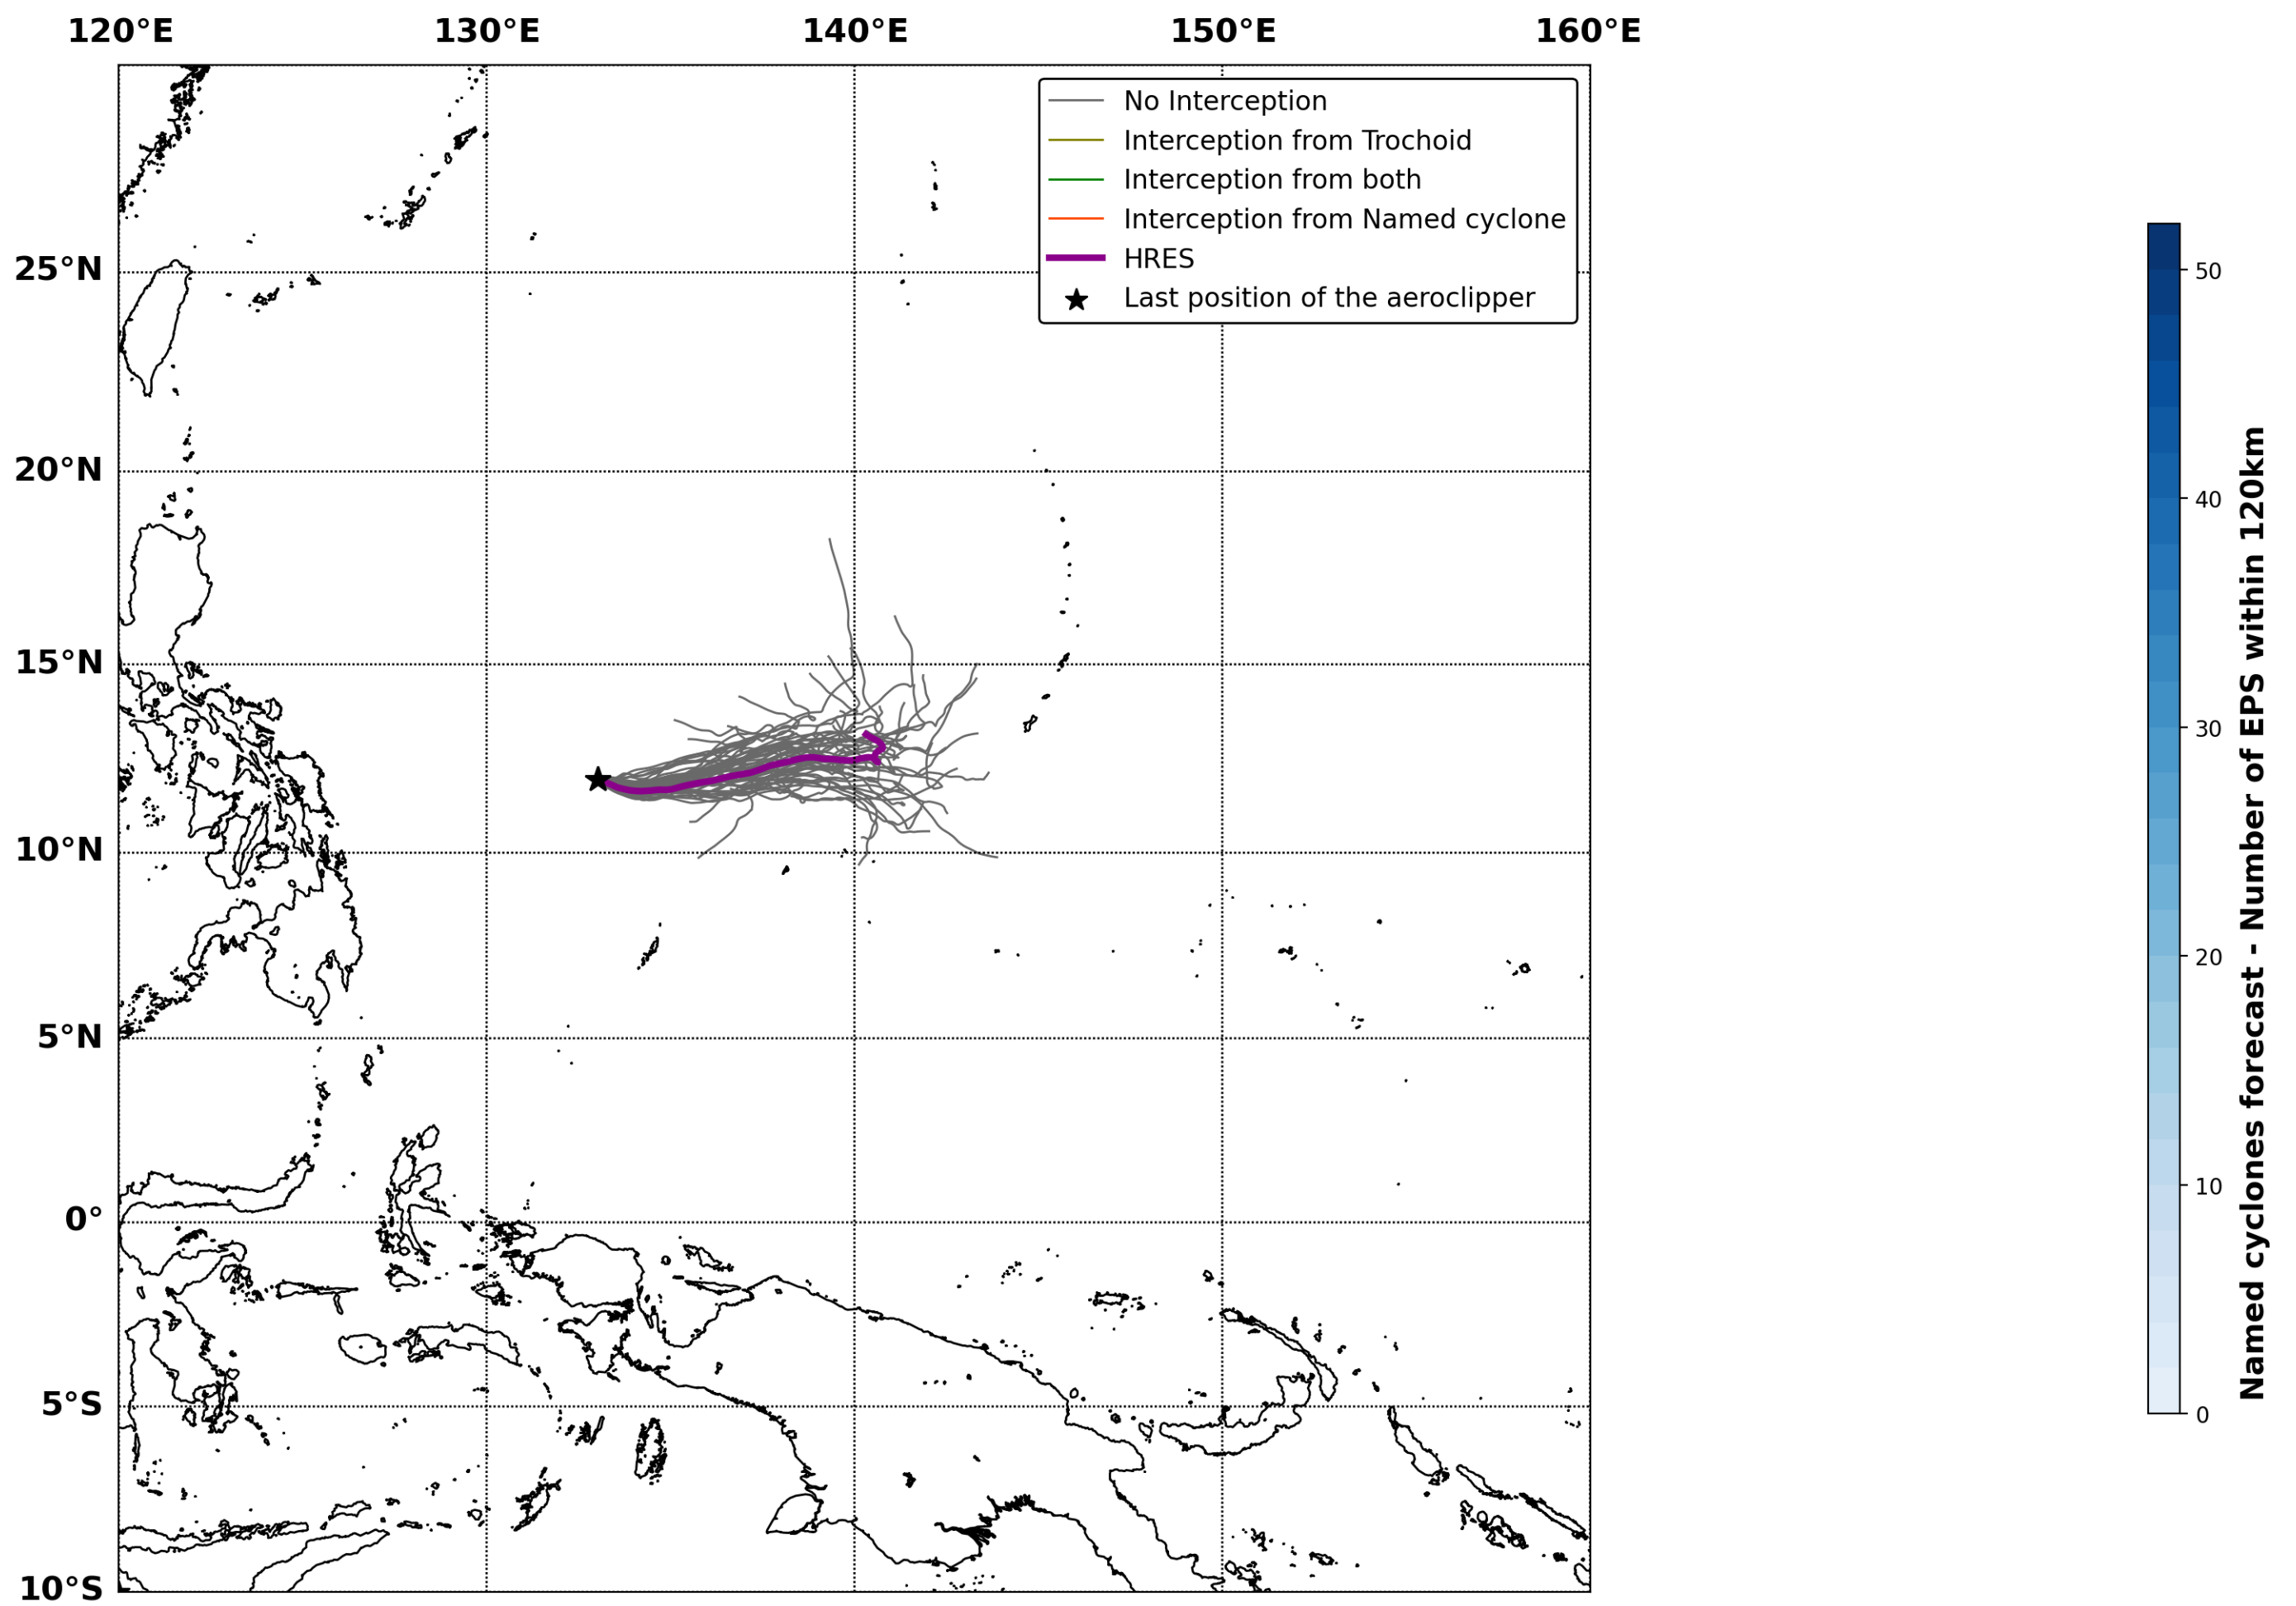 120°E 130°E 140°E 150°E 160°E
No Interception
Interception from Trochoid
Interception from both
Interception from Named cyclone
HRES
Last position of the aeroclipper
25°N
20°N
15°N
10°N
5°N
0°
5°S
10°S
50
40
30
20
10
0
Named cyclones forecast - Number of EPS within 120km